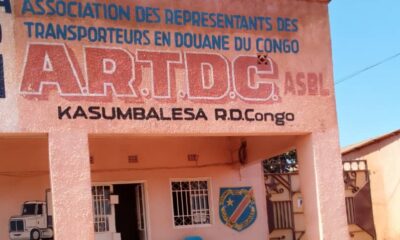 ASSOCIATION DES REPRESENTANTS DES
TRANSPORTEURS EN DOUANE DU CONGO
A.R.T.D.C. ASBL
KASUMBALESA R.D.Congo